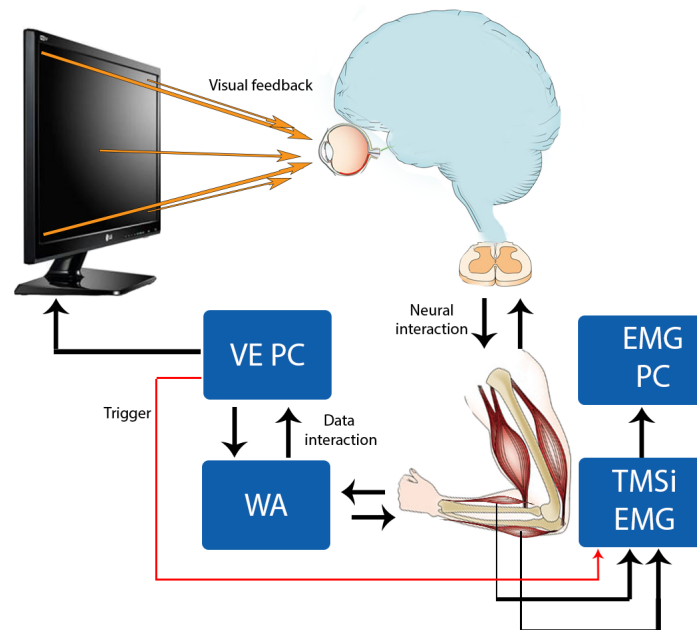 Visual feedback
Neural
interaction
VE PC
EMG
PC
Trigger
Data
interaction
WA
TMSi
EMG